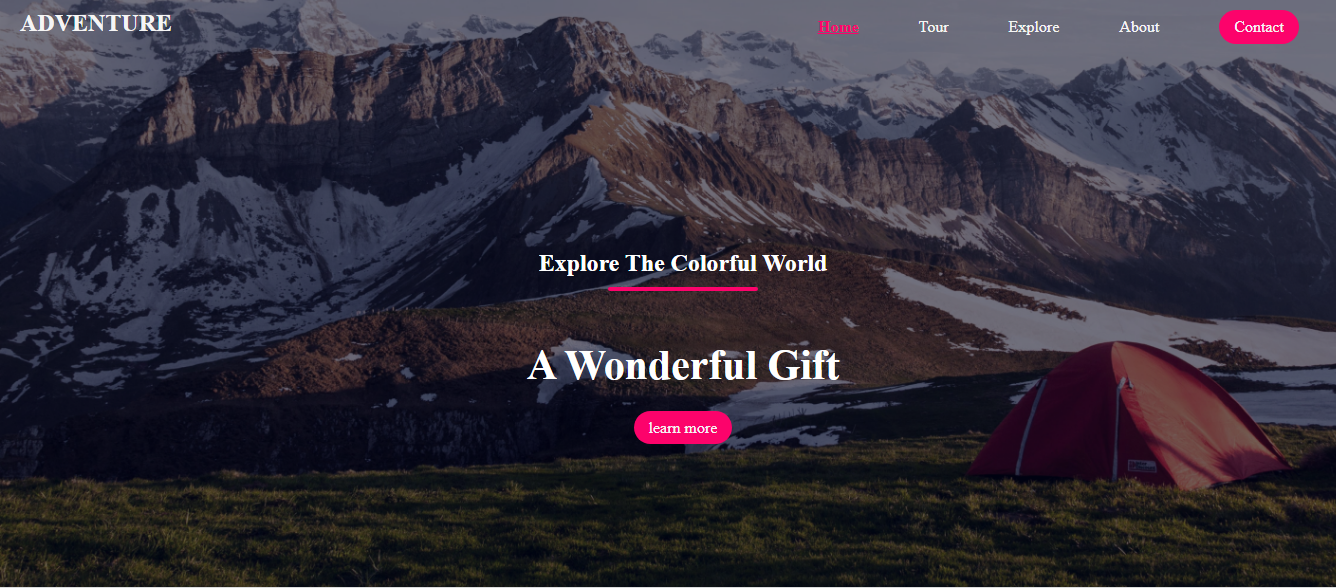 ADVENTURE
Home Tour Explore About Contact
Explore The Colorful World
A Wonderful Gift
learn more